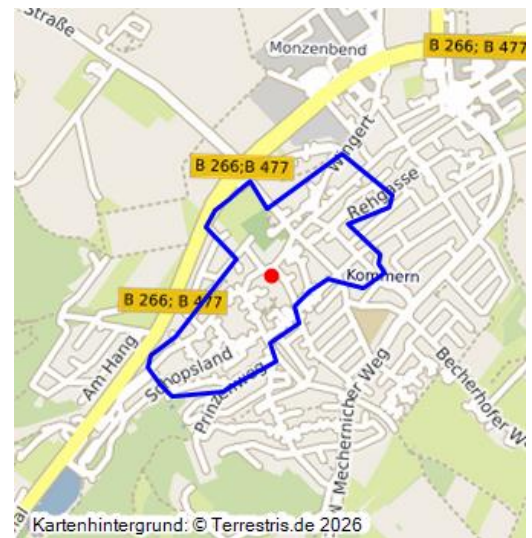 Straße
Monzenbend
B 266; B 477
Wingert
B 266;B 477
Rehgasse
Kommern
B 266; B 477
Am Hang
Schopsland
Prinzenweg
N. Mechernicher Weg
Becherhofer We
al
Kartenhintergrund: © Terrestris.de 2026